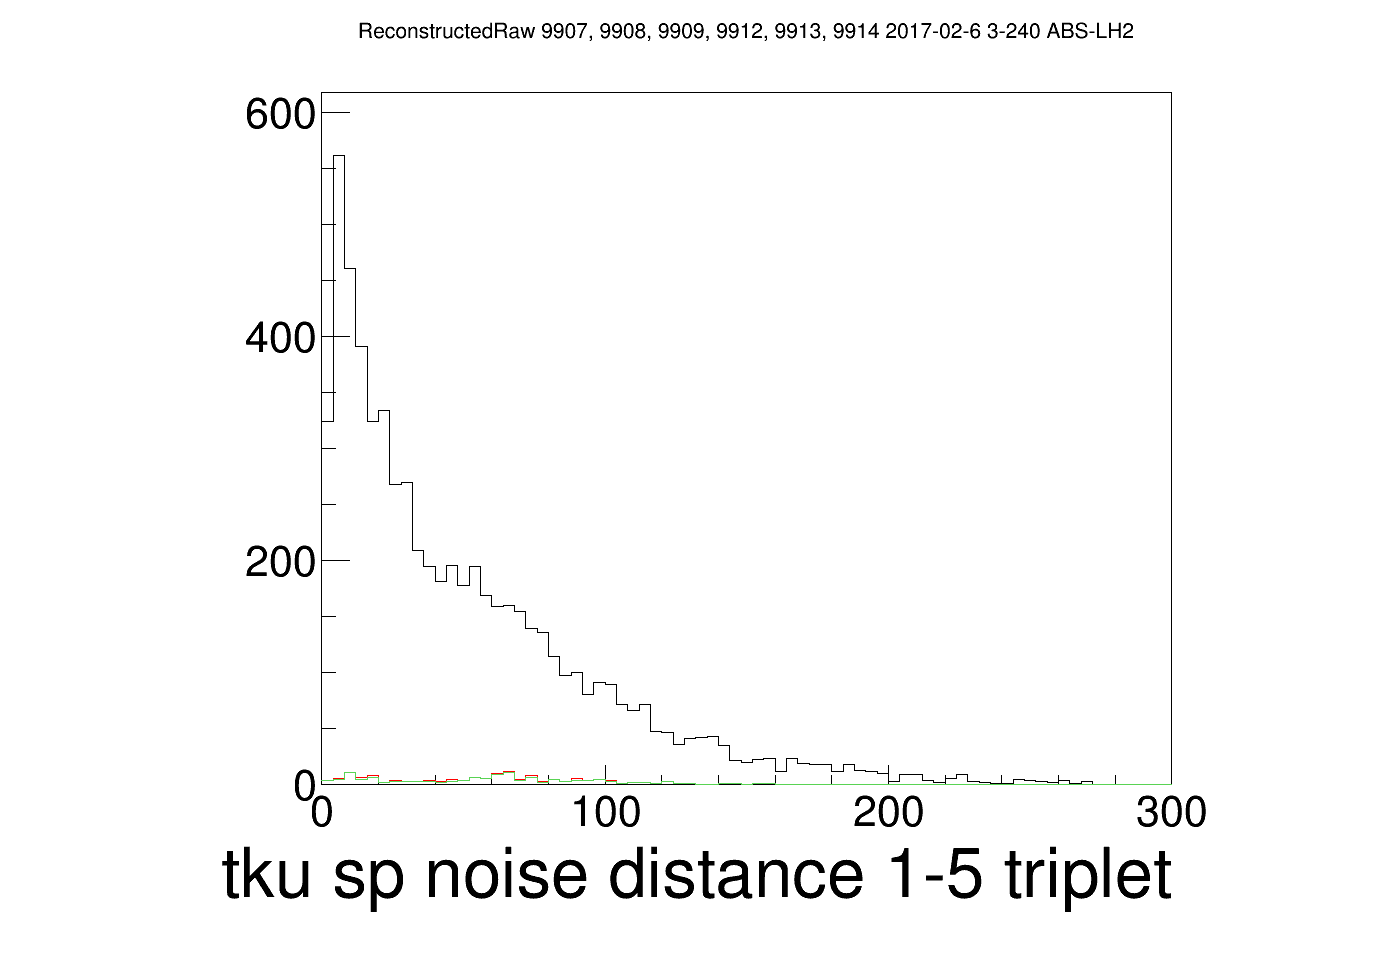 ReconstructedRaw 9907, 9908, 9909, 9912, 9913, 9914 2017-02-6 3-240 ABS-LH2
600
400
200
0
0 100 200 300
tku sp noise distance 1-5 triplet